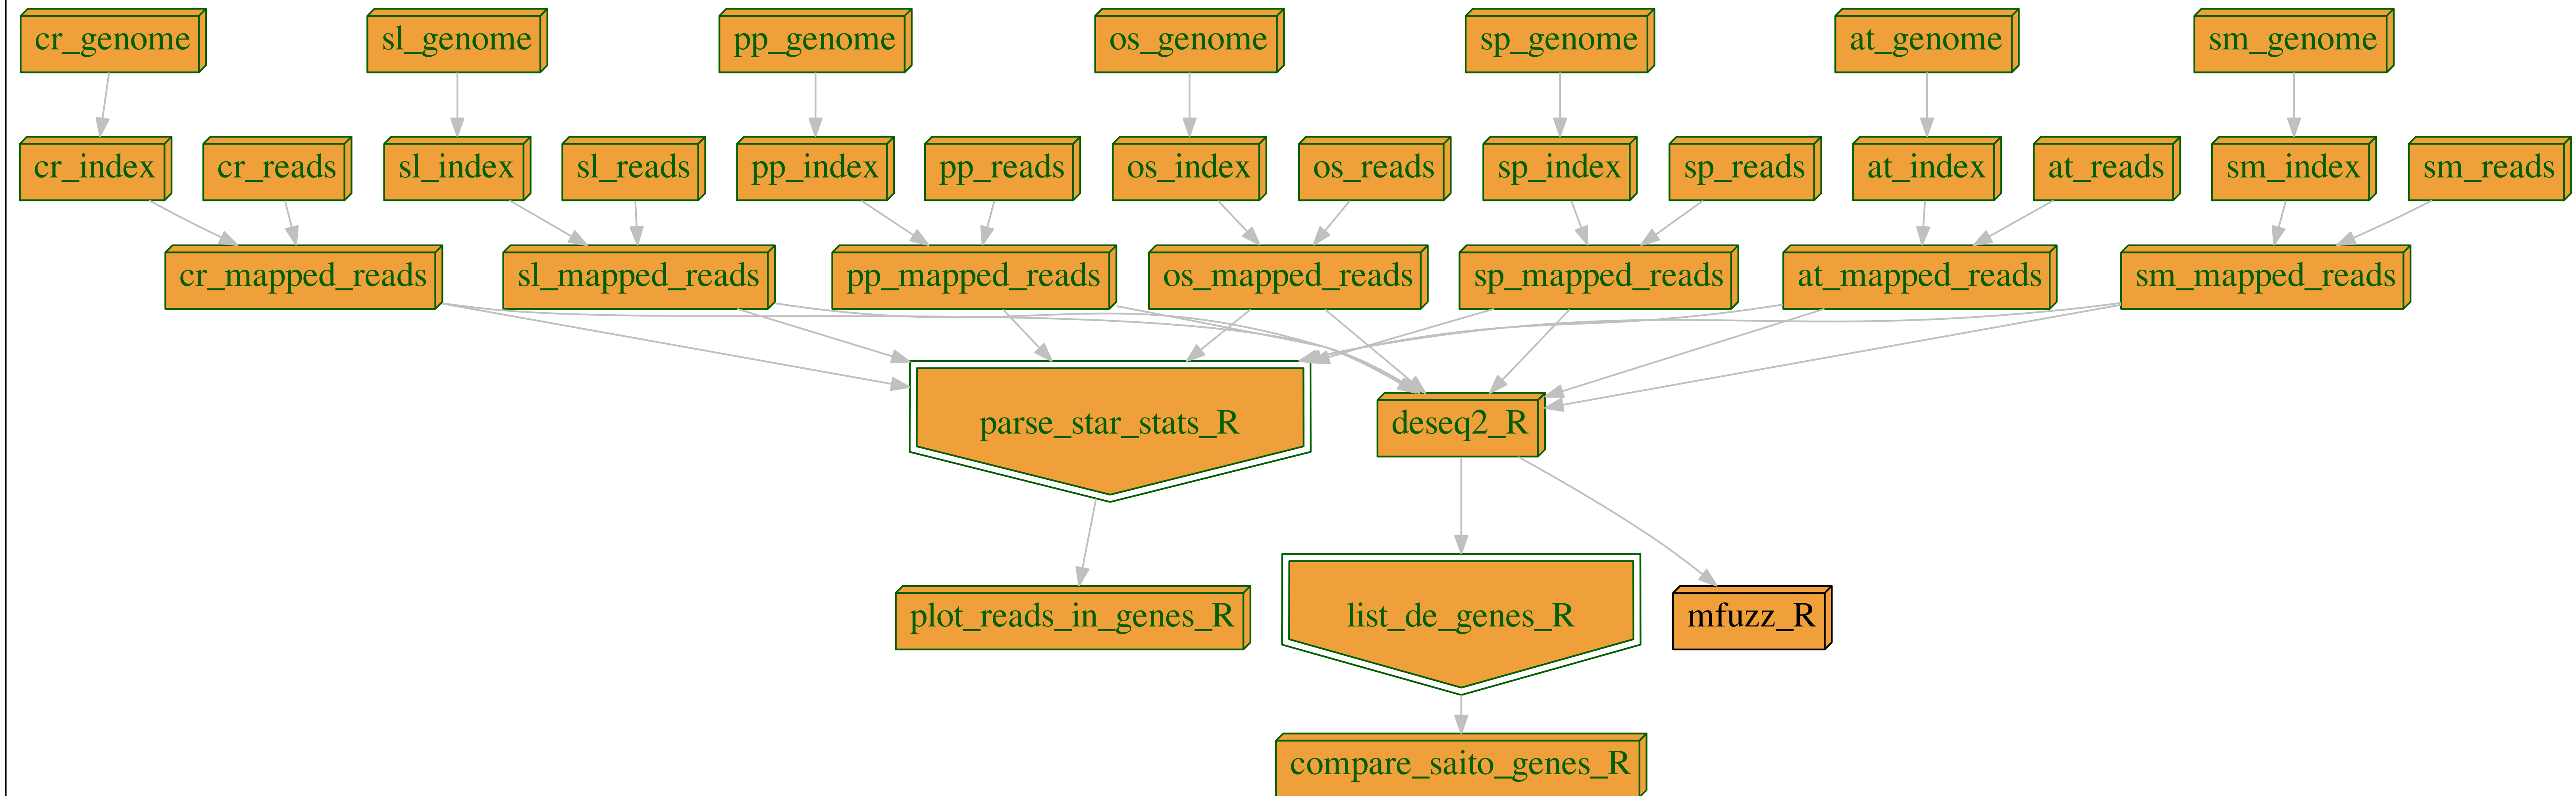 cr_genome
sl_genome
pp_genome
os_genome
sp_genome
at_genome
sm_genome
cr_index
cr_reads
sl_index
sl_reads
pp_index
pp_reads
os_index
os_reads
sp_index
sp_reads
at_index
at_reads
sm_index
sm_reads
cr_mapped_reads
sl_mapped_reads
pp_mapped_reads
os_mapped_reads
sp_mapped_reads
at_mapped_reads
sm_mapped_reads
parse_star_stats_R
deseq2_R
plot_reads_in_genes_R
list_de_genes_R
mfuzz_R
compare_saito_genes_R